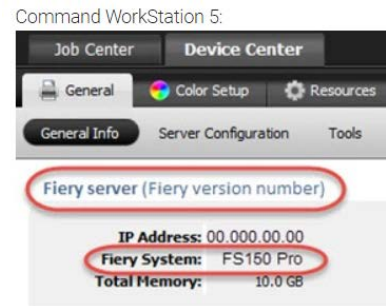 Command WorkStation 5:
Job Center Device Center
General Color Setup Resources
General Info Server Configuration Tools
Fiery server (Fiery version number)
IP Address: 00.000.00.00
Fiery System: FS150 Pro
Total Memory: 10.0 GB